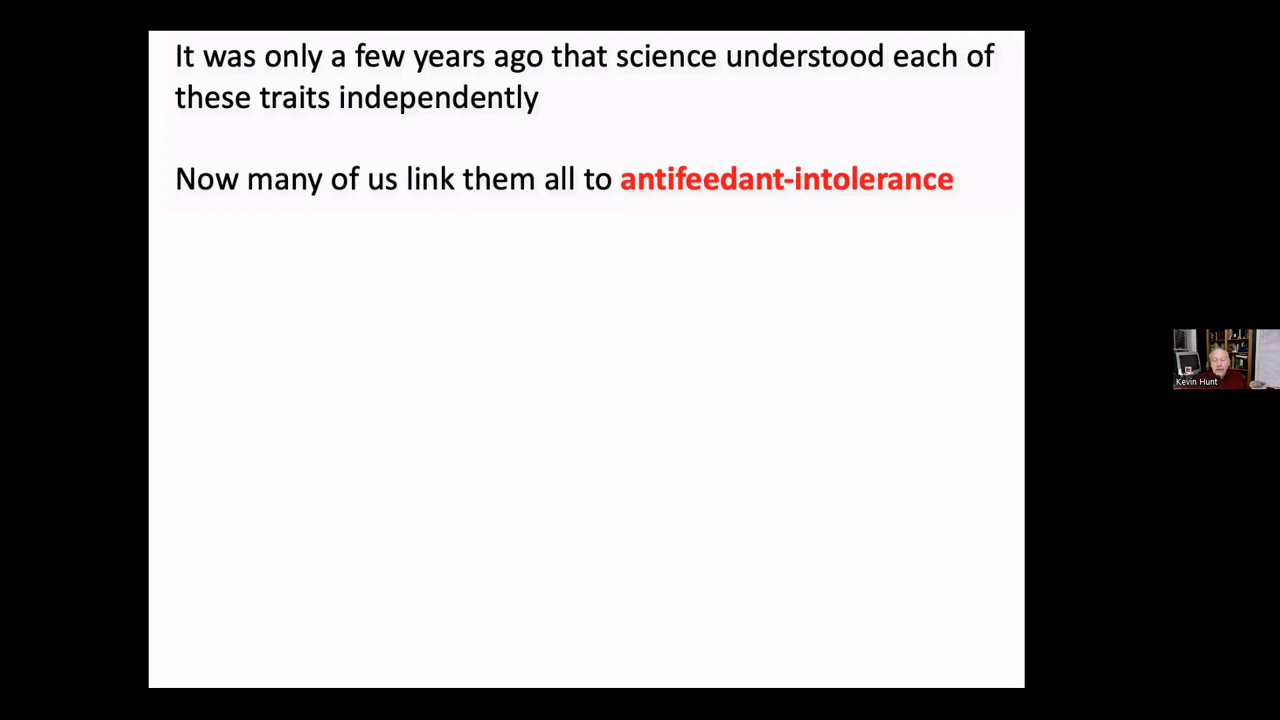 It was only a few years ago that science understood each of
these traits independently
Now many of us link them all to antifeedant-intolerance
Kevin Hunt